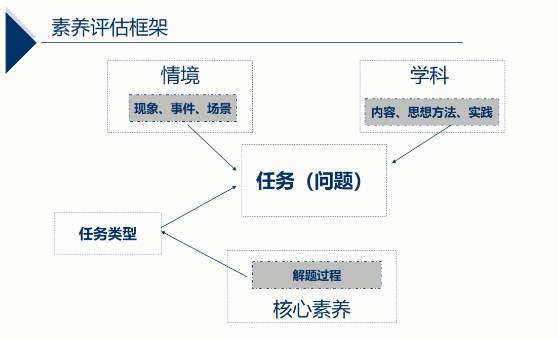 素养评估框架
情境
现象、事件、场景
学科
内容、思想方法、实践
任务（问题）
任务类型
解题过程
核心素养